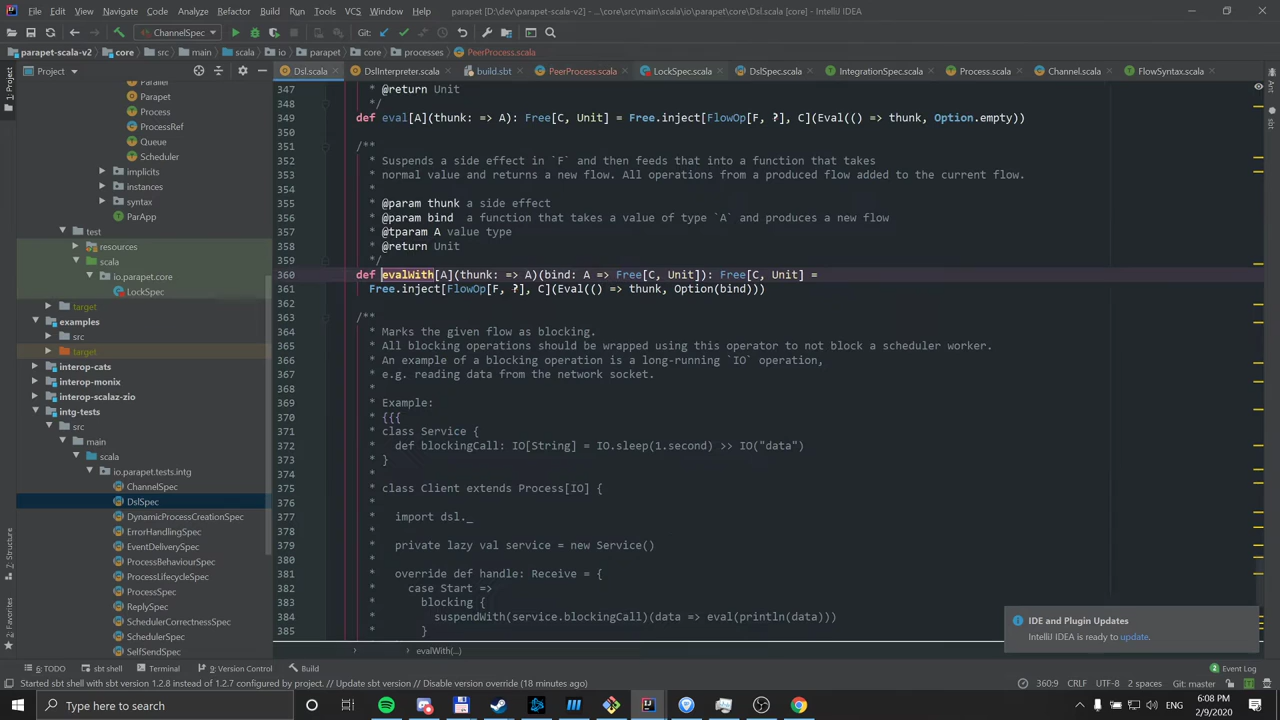 File Edit View Navigate Code Analyze Refactor Build Run Tools VCS Window Help parapet [D:\dev\parapet-scala-v2] - ...\core\src\main\scala\io\parapet\core\Dsl.scala [core] - IntelliJ IDEA
ChannelSpec Git:
parapet-scala-v2 core src main scala io parapet core processes PeerProcess.scala
Project Dsl.scala DslInterpreter.scala build.sbt PeerProcess.scala LockSpec.scala DslSpec.scala IntegrationSpec.scala Process.scala Channel.scala FlowSyntax.scala
1: Project
7: Structure
2: Favorites
Ant
sbt
Parallel
Parapet
Process
ProcessRef
Queue
Scheduler
implicits
instances
syntax
ParApp
test
resources
scala
io.parapet.core
LockSpec
target
examples
src
target
interop-cats
interop-monix
interop-scalaz-zio
intg-tests
src
main
scala
io.parapet.tests.intg
ChannelSpec
DslSpec
DynamicProcessCreationSpec
ErrorHandlingSpec
EventDeliverySpec
ProcessBehaviourSpec
ProcessLifecycleSpec
ProcessSpec
ReplySpec
SchedulerCorrectnessSpec
SchedulerSpec
SelfSendSpec
347 * @return Unit
348 */
349 def eval[A](thunk: => A): Free[C, Unit] = Free.inject[FlowOp[F, ?], C](Eval(() => thunk, Option.empty))
350
351 /**
352 * Suspends a side effect in `F` and then feeds that into a function that takes
353 * normal value and returns a new flow. All operations from a produced flow added to the current flow.
354 *
355 * @param thunk a side effect
356 * @param bind a function that takes a value of type `A` and produces a new flow
357 * @tparam A value type
358 * @return Unit
359 */
360 def evalWith[A](thunk: => A)(bind: A => Free[C, Unit]): Free[C, Unit] =
361 Free.inject[FlowOp[F, ?], C](Eval(() => thunk, Option(bind)))
362
363 /**
364 * Marks the given flow as blocking.
365 * All blocking operations should be wrapped using this operator to not block a scheduler worker.
366 * An example of a blocking operation is a long-running `IO` operation,
367 * e.g. reading data from the network socket.
368 *
369 * Example:
370 * {{{
371 * class Service {
372 * def blockingCall: IO[String] = IO.sleep(1.second) >> IO("data")
373 * }
374 *
375 * class Client extends Process[IO] {
376 *
377 * import dsl._
378 *
379 * private lazy val service = new Service()
380 *
381 * override def handle: Receive = {
382 * case Start =>
383 * blocking {
384 * suspendWith(service.blockingCall)(data => eval(println(data)))
385 * }
evalWith(...)
IDE and Plugin Updates
IntelliJ IDEA is ready to update.
6: TODO sbt shell Terminal 9: Version Control Build Event Log
Started sbt shell with sbt version 1.2.8 instead of 1.2.7 configured by project. // Update sbt version // Disable version override (18 minutes ago) 360:9 CRLF UTF-8 2 spaces Git: master
Type here to search
6:08 PM
2/9/2020